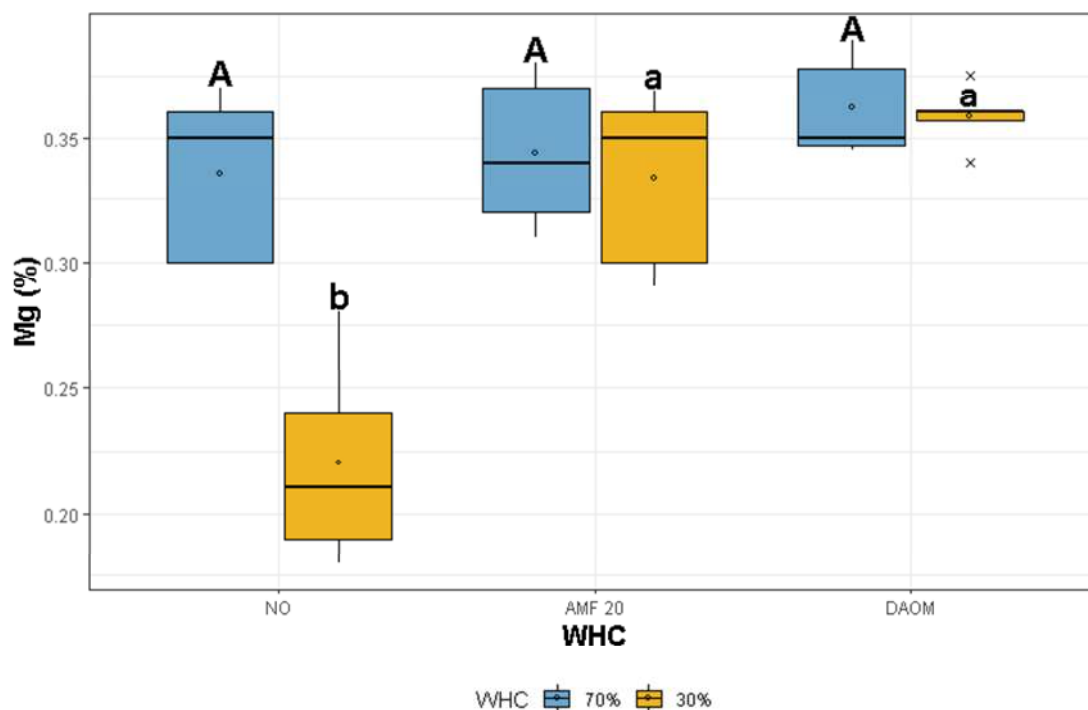 A
A
A
a
a
b
Mg (%)
0.35
0.30
0.25
0.20
NO AMF 20 DAOM
WHC
WHC 70% 30%